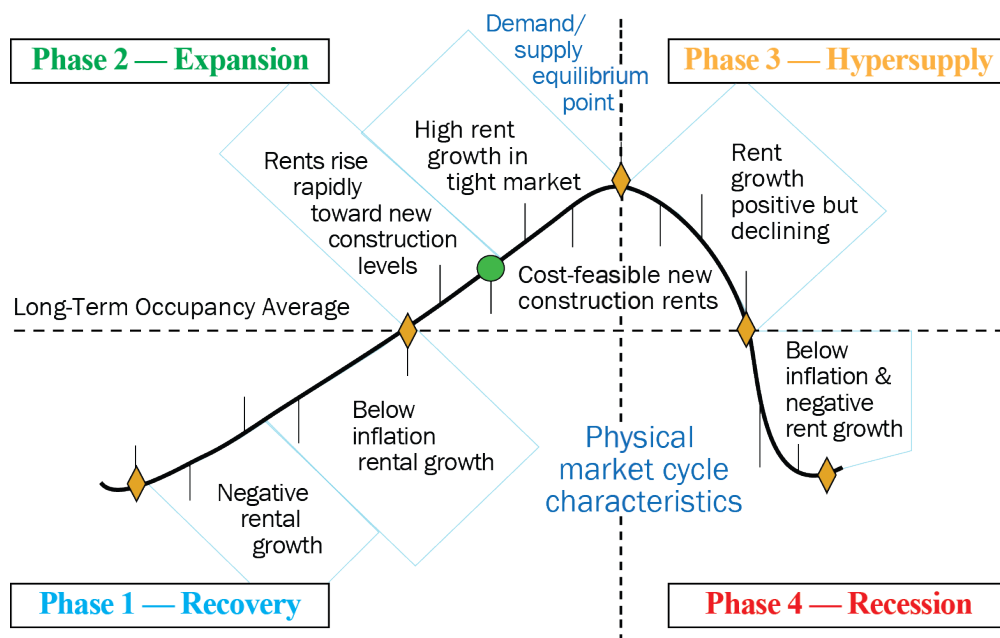 Phase 2 — Expansion
Demand/
supply
equilibrium
point
Phase 3 — Hypersupply
High rent
growth in
tight market
Rents rise
rapidly
toward new
construction
levels
Rent
growth
positive but
declining
Cost-feasible new
construction rents
Long-Term Occupancy Average
Below
inflation &
negative
rent growth
Below
inflation
rental growth
Physical
market cycle
characteristics
Negative
rental
growth
Phase 1 — Recovery
Phase 4 — Recession